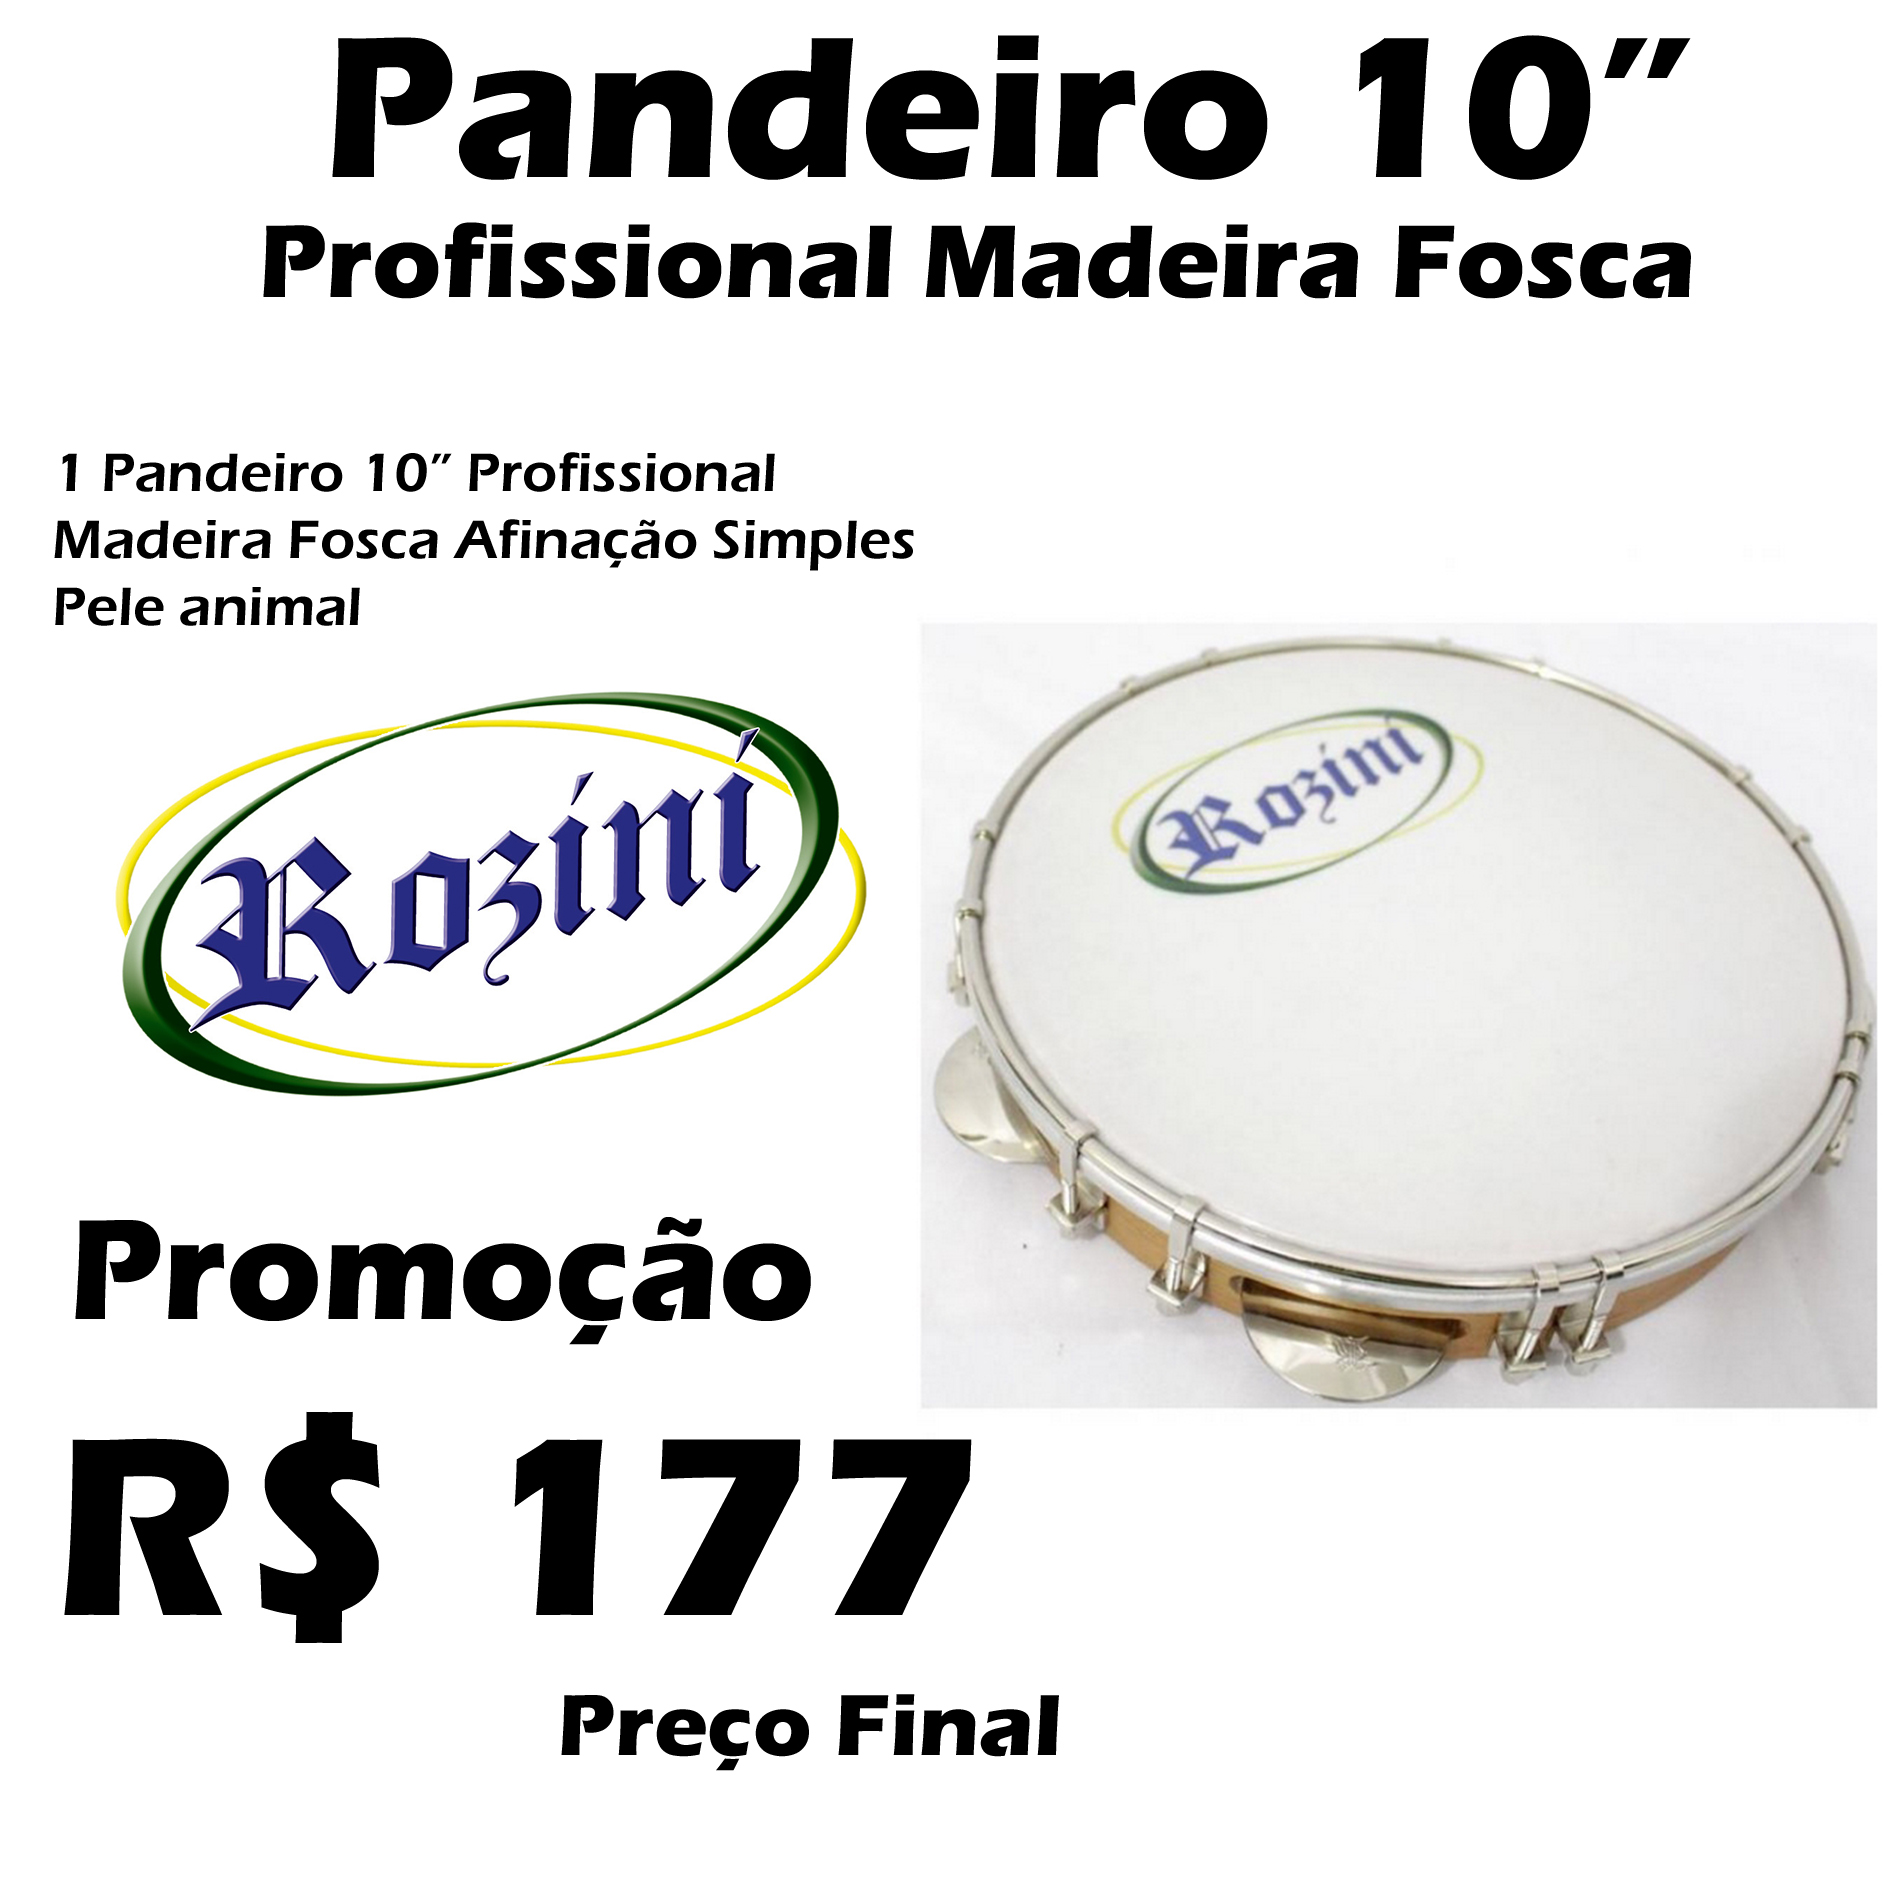 Pandeiro 10”
Profissional Madeira Fosca
1 Pandeiro 10” Profissional
Madeira Fosca Afinação Simples
Pele animal
Rozini
Rozini
Promoção
R$ 177
Preço Final